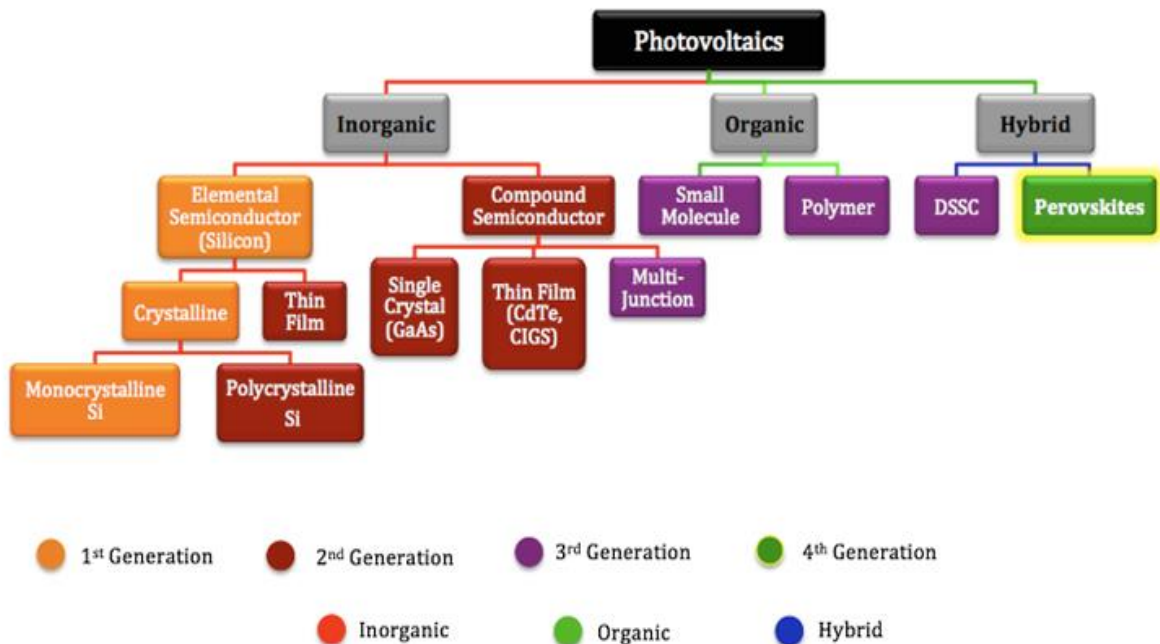 Photovoltaics
Inorganic
Organic
Hybrid
Elemental
Semiconductor
(Silicon)
Compound
Semiconductor
Small
Molecule
Polymer
DSSC
Perovskites
Crystalline
Thin
Film
Single
Crystal
(GaAs)
Thin Film
(CdTe,
CIGS)
Multi-
Junction
Monocrystalline
Si
Polycrystalline
Si
1st Generation
2nd Generation
3rd Generation
4th Generation
Inorganic
Organic
Hybrid